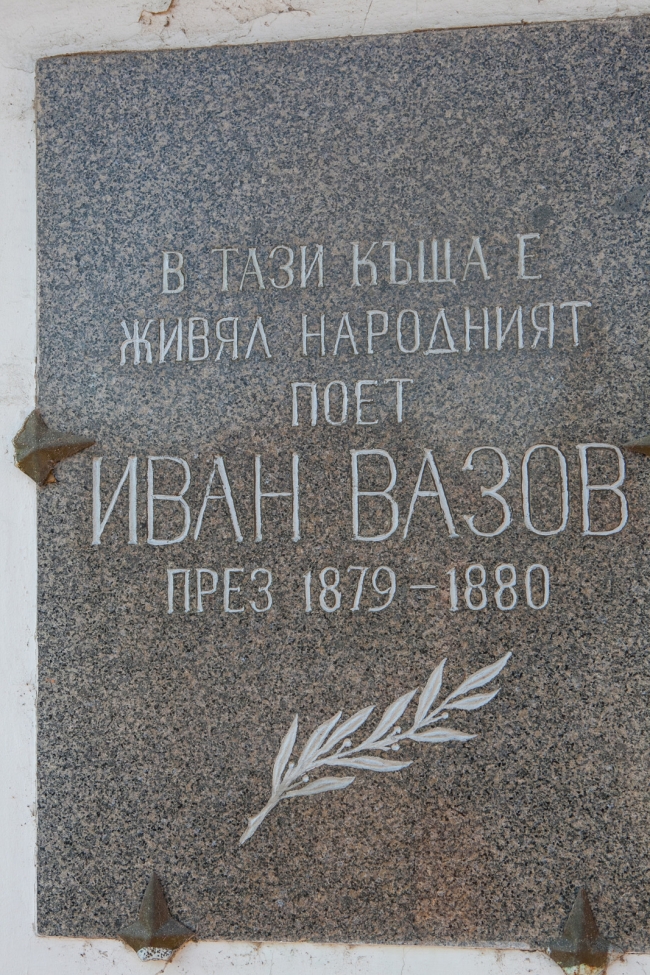 В ТАЗИ КЪЩА Е
ЖИВЯЛ НАРОДНИЯТ
ПОЕТ
ИВАН ВАЗОВ
ПРЕЗ 1879 – 1880